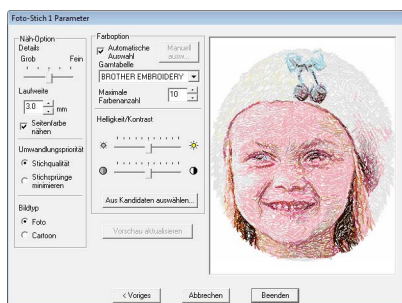 Foto-Stich 1 Parameter
Näh-Option
Details
Grob Fein
Laufweite
3.0 mm
Seitenfarbe
nähen
Umwandlungspriorität
Stichqualität
Stichsprünge
minimieren
Bildtyp
Foto
Cartoon
Farboption
Automatische
Auswahl
Manuell
ausw...
Garntabelle
BROTHER EMBROIDERY
Maximale
Farbenanzahl
10
Helligkeit/Kontrast
Aus Kandidaten auswählen...
Vorschau aktualisieren
< Voriges Abbrechen Beenden